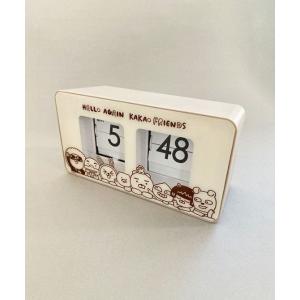 HELLO AGAIN KAKAO FRIENDS
5 48